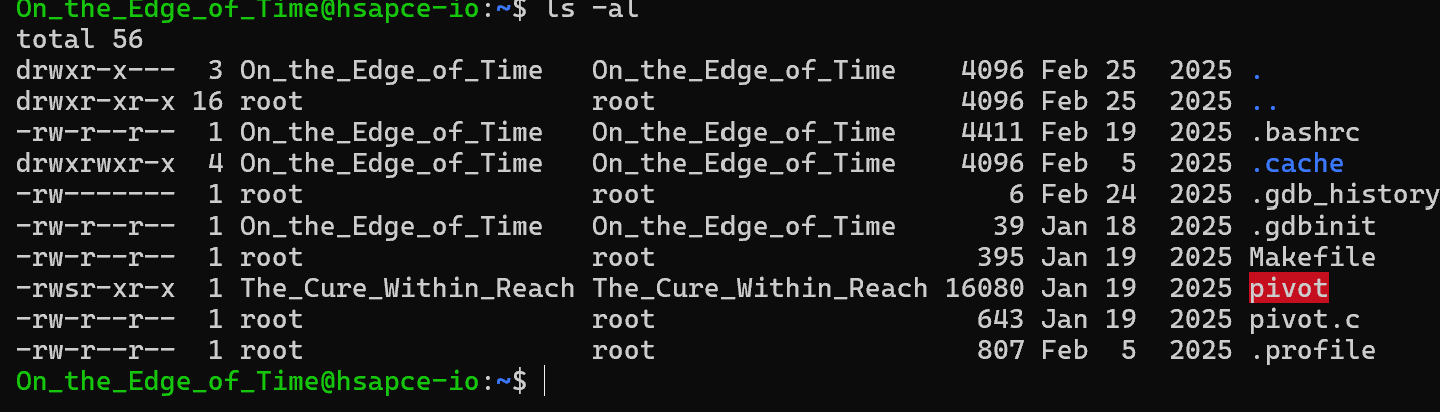 On_the_Edge_of_Time@hsapce-io:~$ ls -al
total 56
drwxr-x---  3 On_the_Edge_of_Time   On_the_Edge_of_Time    4096 Feb 25  2025 .
drwxr-xr-x 16 root                  root                   4096 Feb 25  2025 ..
-rw-r--r--  1 On_the_Edge_of_Time   On_the_Edge_of_Time    4411 Feb 19  2025 .bashrc
drwxrwxr-x  4 On_the_Edge_of_Time   On_the_Edge_of_Time    4096 Feb  5  2025 .cache
-rw-------  1 root                  root                      6 Feb 24  2025 .gdb_history
-rw-r--r--  1 On_the_Edge_of_Time   On_the_Edge_of_Time      39 Jan 18  2025 .gdbinit
-rw-r--r--  1 root                  root                    395 Jan 19  2025 Makefile
-rwsr-xr-x  1 The_Cure_Within_Reach The_Cure_Within_Reach 16080 Jan 19  2025 pivot
-rw-r--r--  1 root                  root                    643 Jan 19  2025 pivot.c
-rw-r--r--  1 root                  root                    807 Feb  5  2025 .profile
On_the_Edge_of_Time@hsapce-io:~$